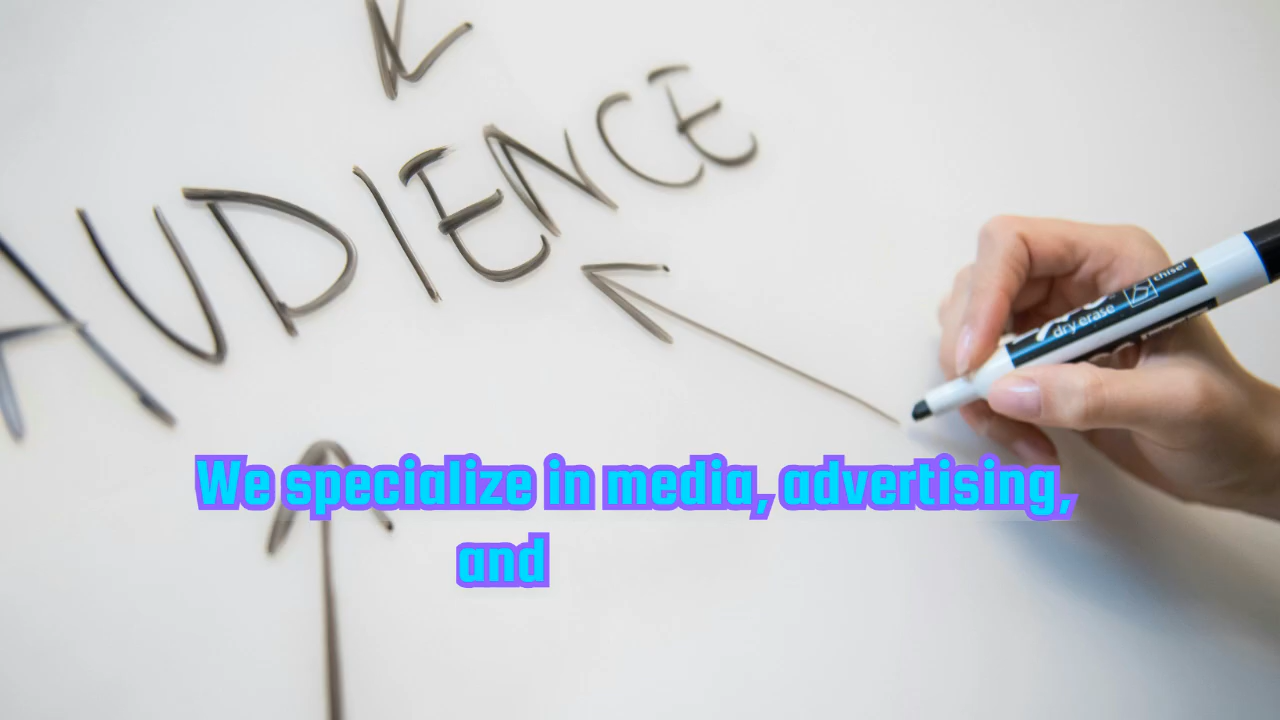 AUDIENCE
chisel
dry erase
We specialize in media, advertising,
and